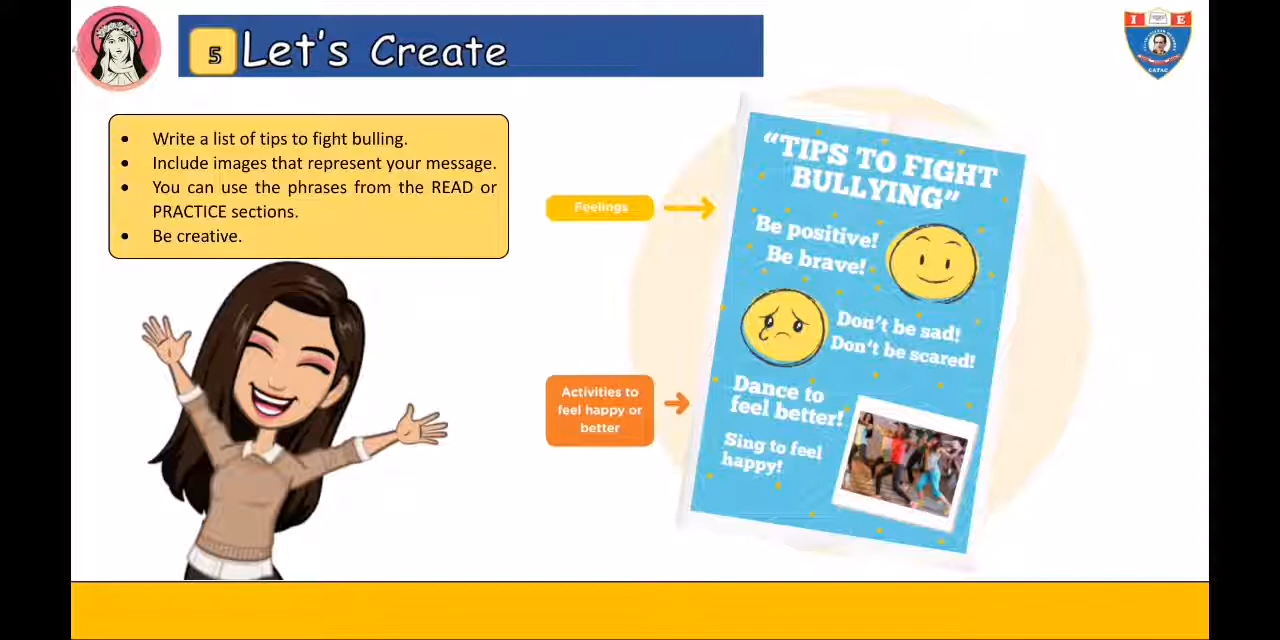 5 Let's Create
I E
CATAC
• Write a list of tips to fight bulling.
• Include images that represent your message.
• You can use the phrases from the READ or
PRACTICE sections.
• Be creative.
Feelings
Activities to
feel happy or
better
“TIPS TO FIGHT
BULLYING”
Be positive!
Be brave!
Don't be sad!
Don't be scared!
Dance to
feel better!
Sing to feel
happy!